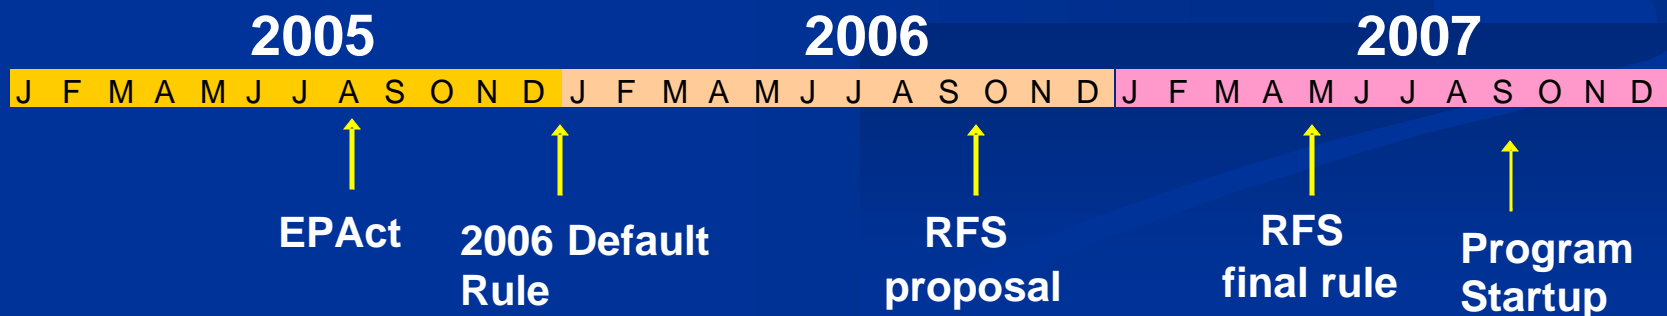 2005 2006 2007
J F M A M J J A S O N D J F M A M J J A S O N D J F M A M J J A S O N D
EPAct
2006 Default
Rule
RFS
proposal
RFS
final rule
Program
Startup